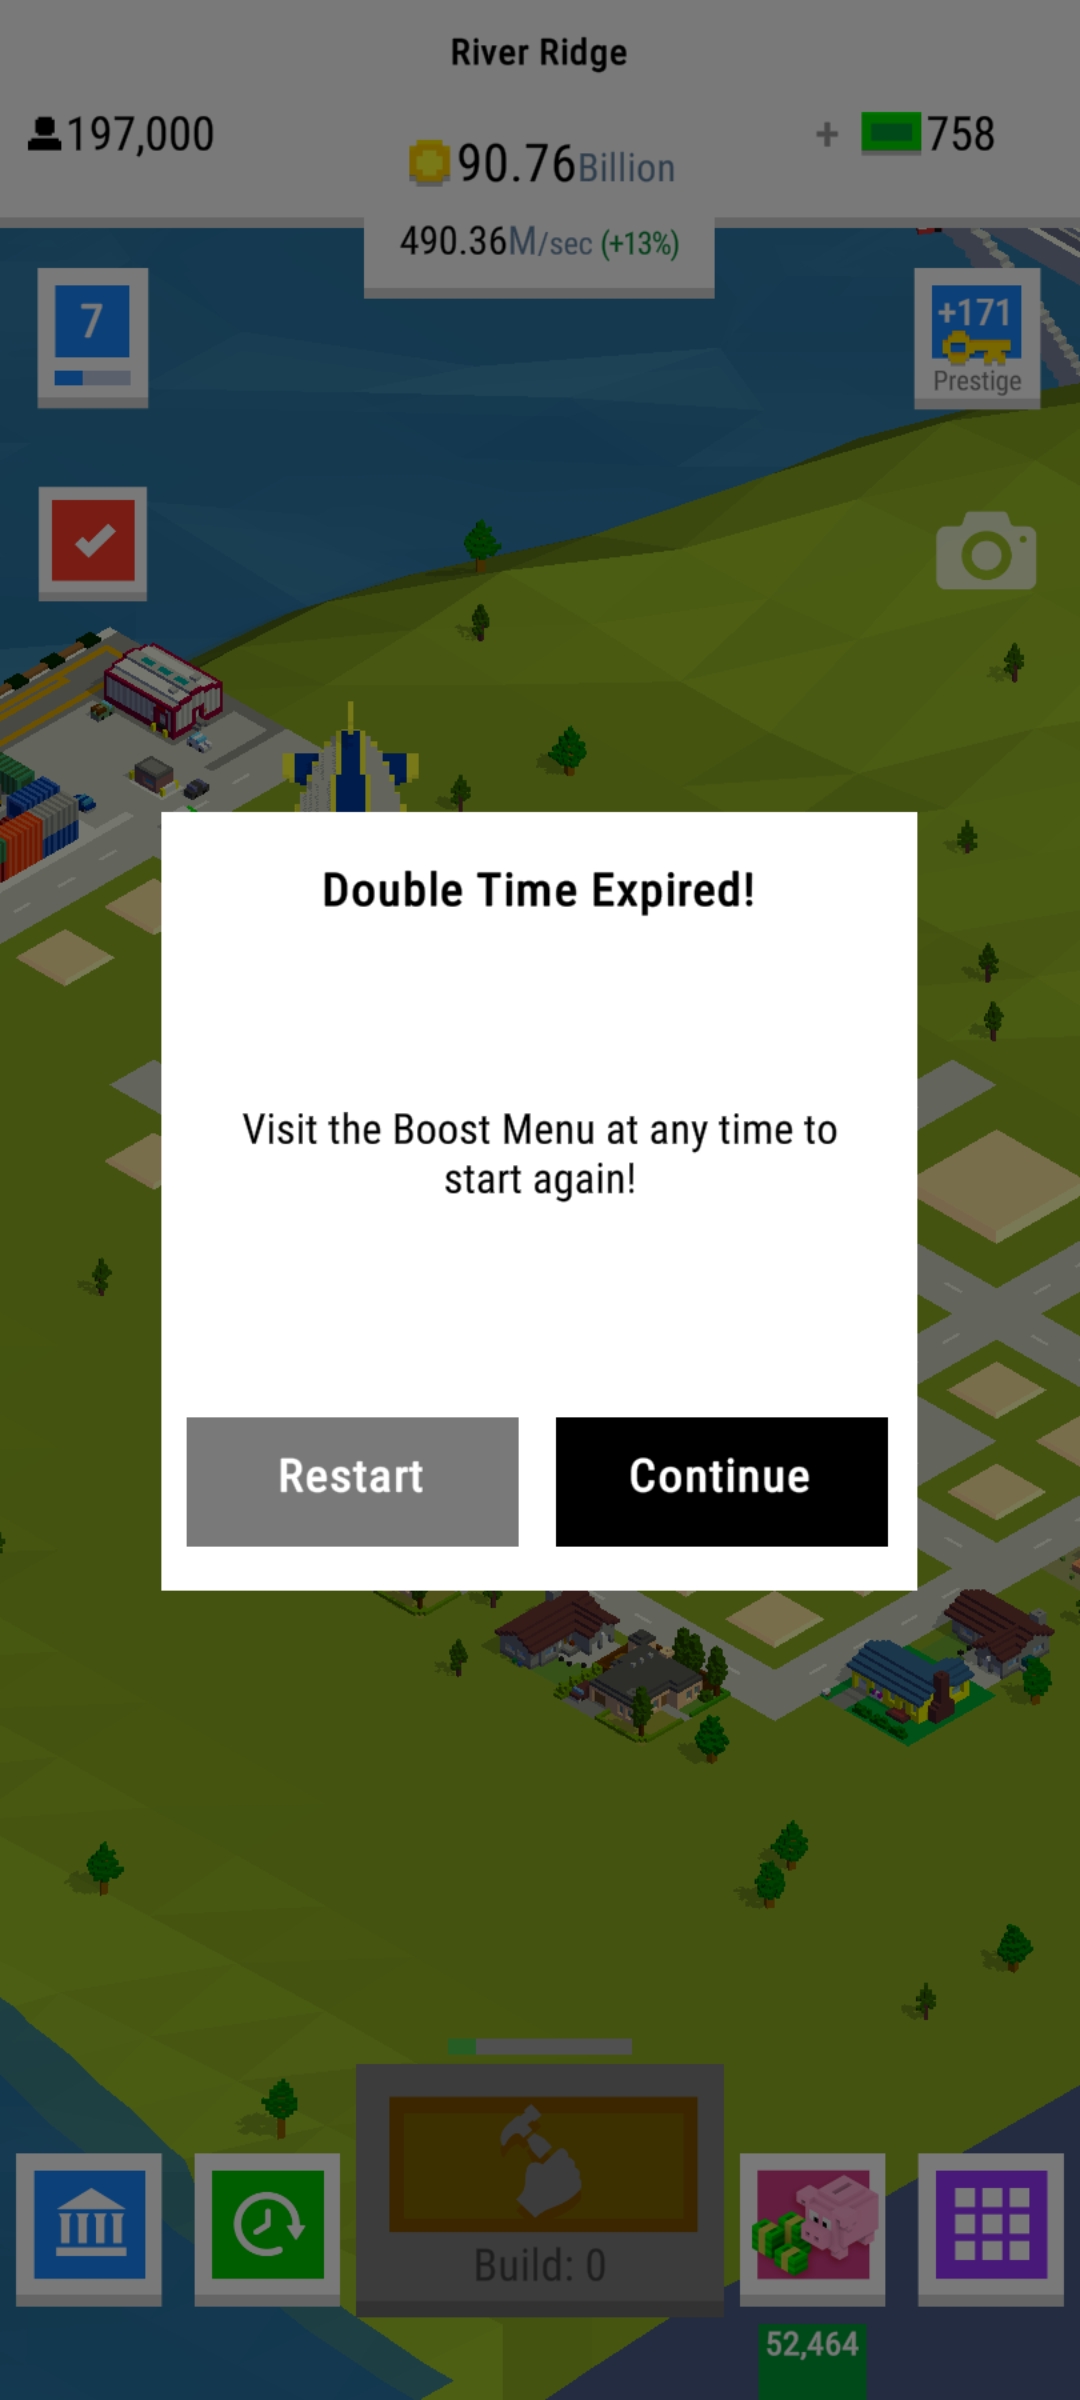 River Ridge
197,000
90.76Billion
+ 758
490.36M/sec (+13%)
7
+171
Prestige
Double Time Expired!
Visit the Boost Menu at any time to
start again!
Restart
Continue
Build: 0
52,464